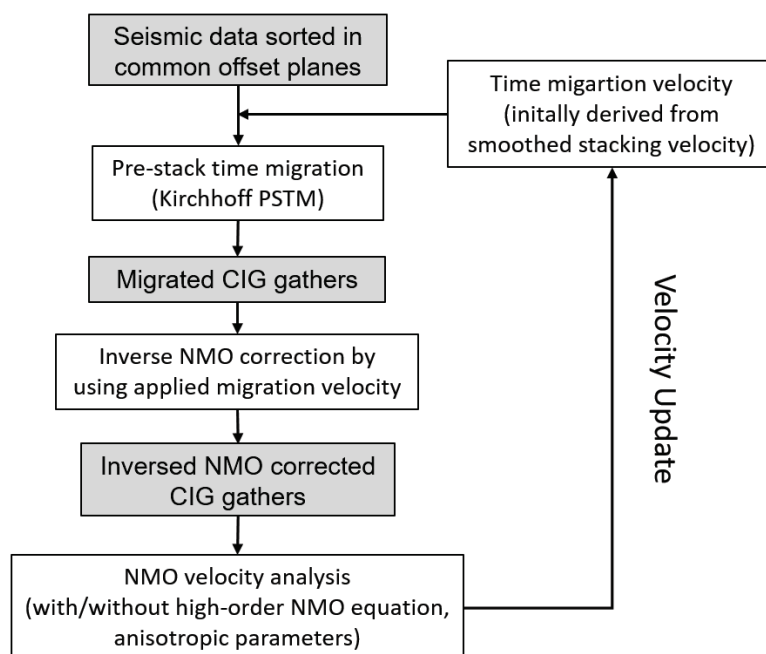 Seismic data sorted in
common offset planes
Time migartion velocity
(initally derived from
smoothed stacking velocity)
Pre-stack time migration
(Kirchhoff PSTM)
Migrated CIG gathers
Inverse NMO correction by
using applied migration velocity
Inversed NMO corrected
CIG gathers
NMO velocity analysis
(with/without high-order NMO equation,
anisotropic parameters)
Velocity Update